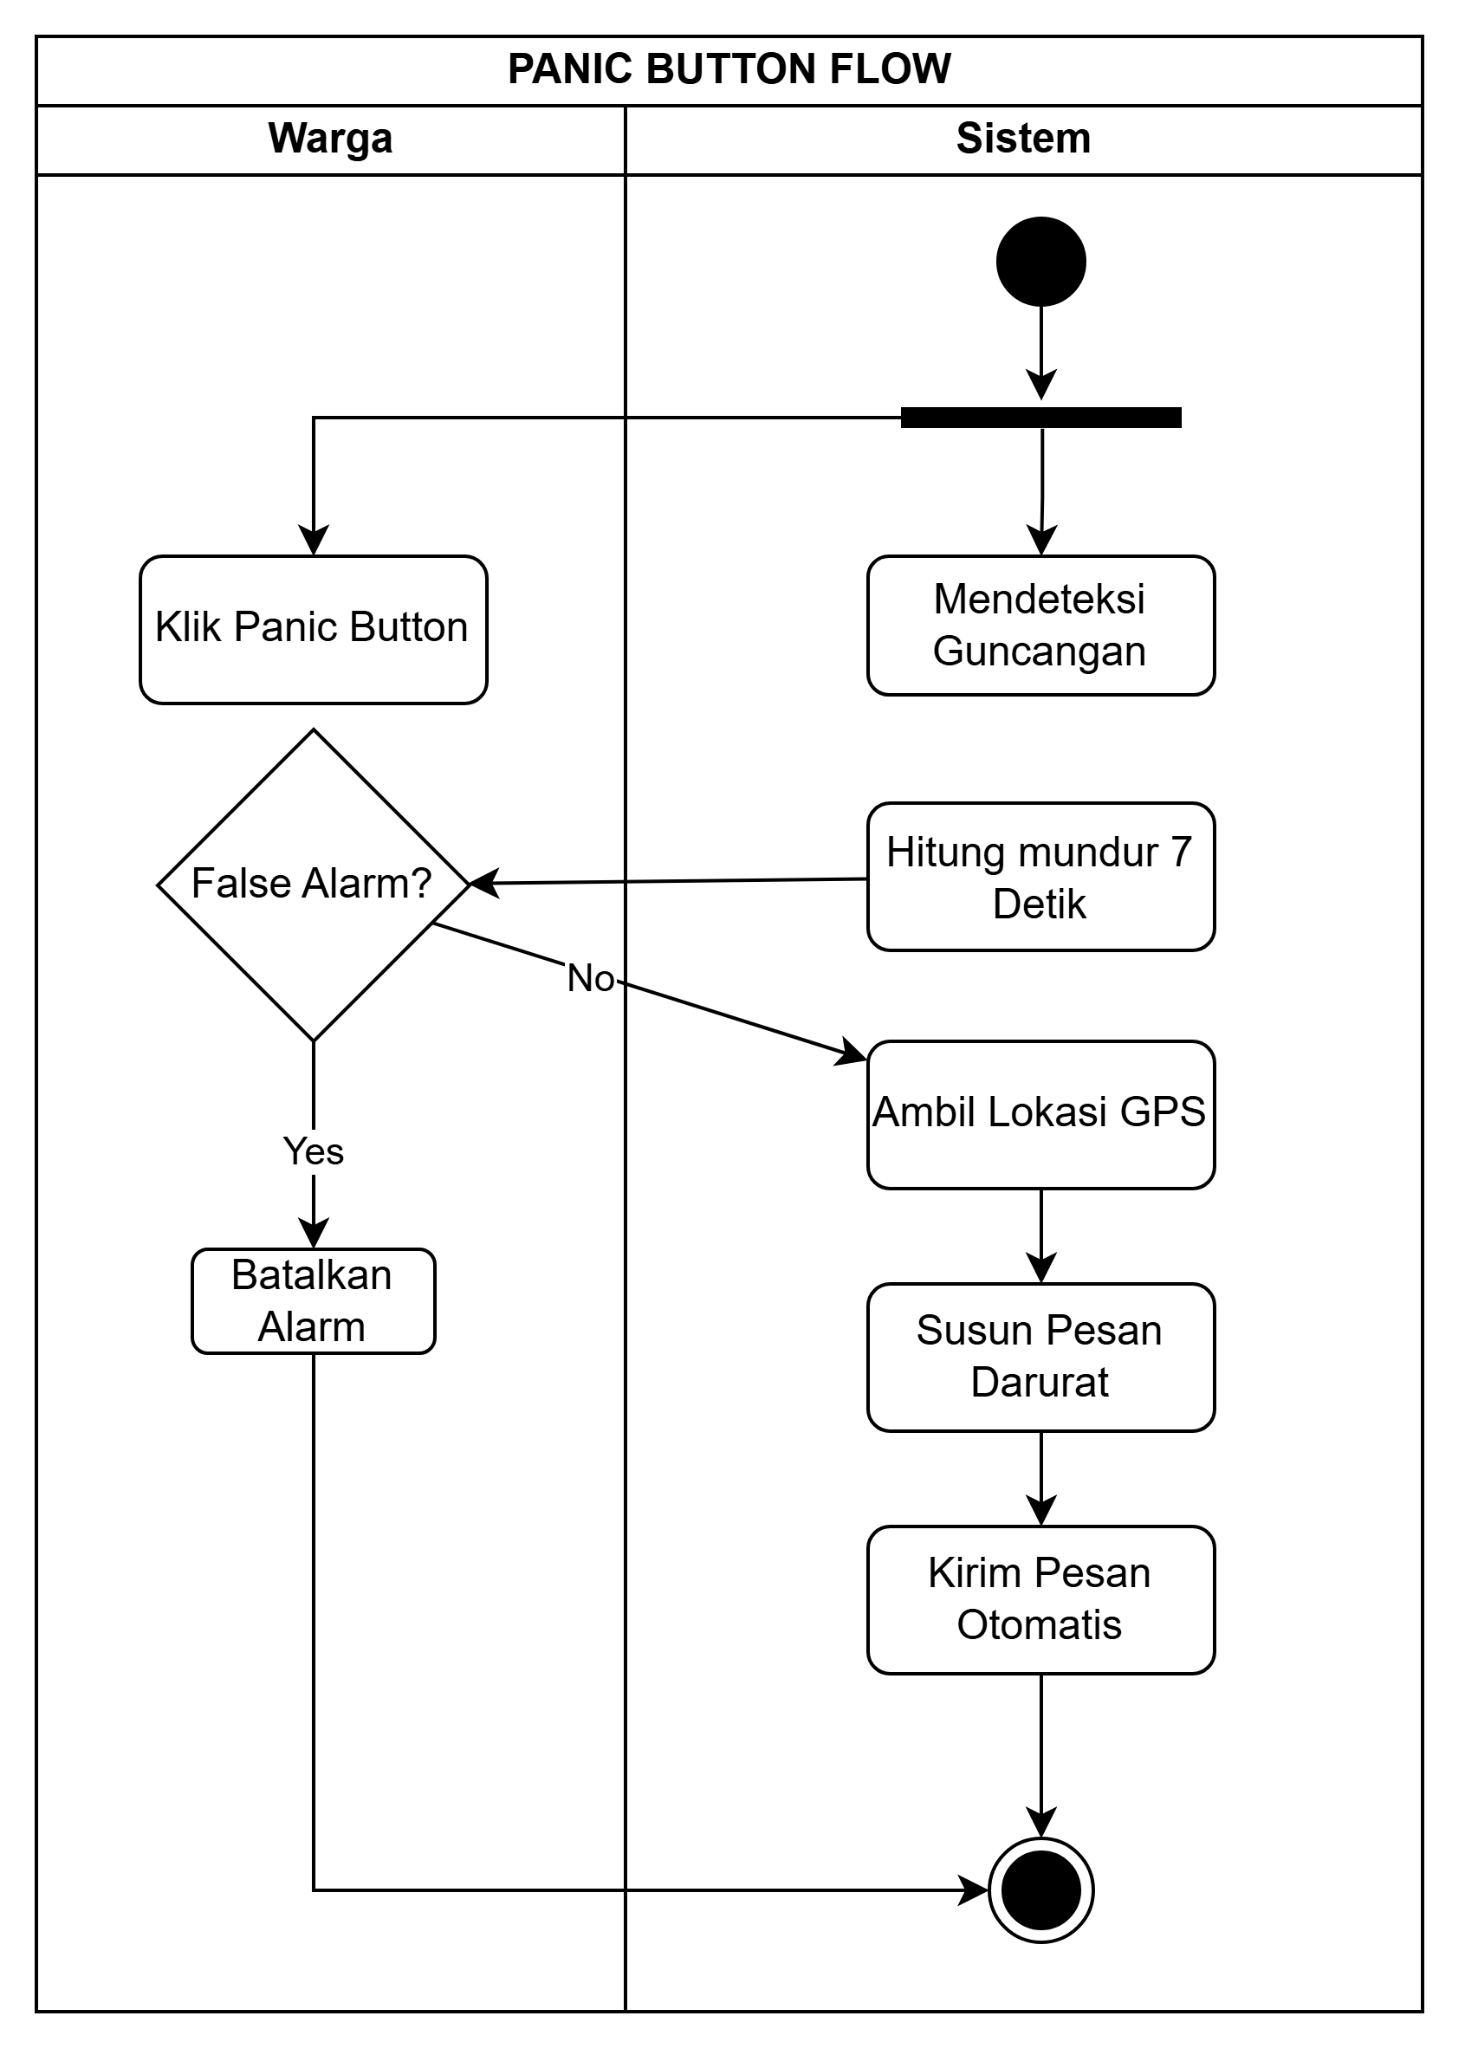 PANIC BUTTON FLOW
Warga
Sistem
Klik Panic Button
Mendeteksi
Guncangan
False Alarm?
Hitung mundur 7
Detik
No
Ambil Lokasi GPS
Yes
Batalkan
Alarm
Susun Pesan
Darurat
Kirim Pesan
Otomatis